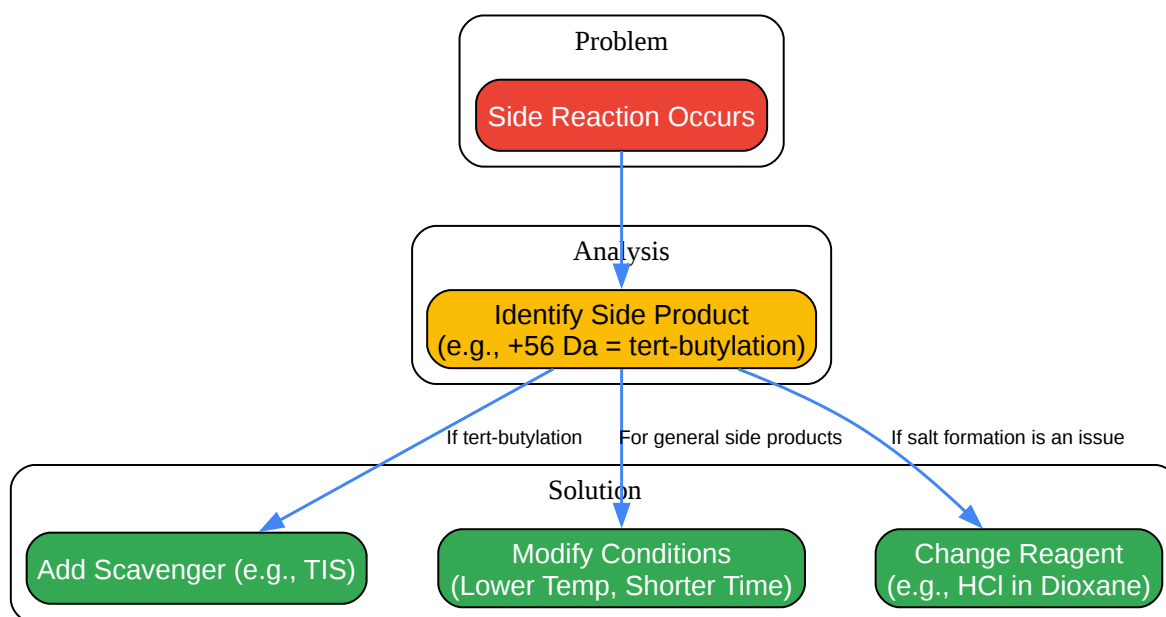 Problem
Side Reaction Occurs
Analysis
Identify Side Product
(e.g., +56 Da = tert-butylation)
If tert-butylation
For general side products
If salt formation is an issue
Solution
Add Scavenger (e.g., TIS)
Modify Conditions
(Lower Temp, Shorter Time)
Change Reagent
(e.g., HCl in Dioxane)